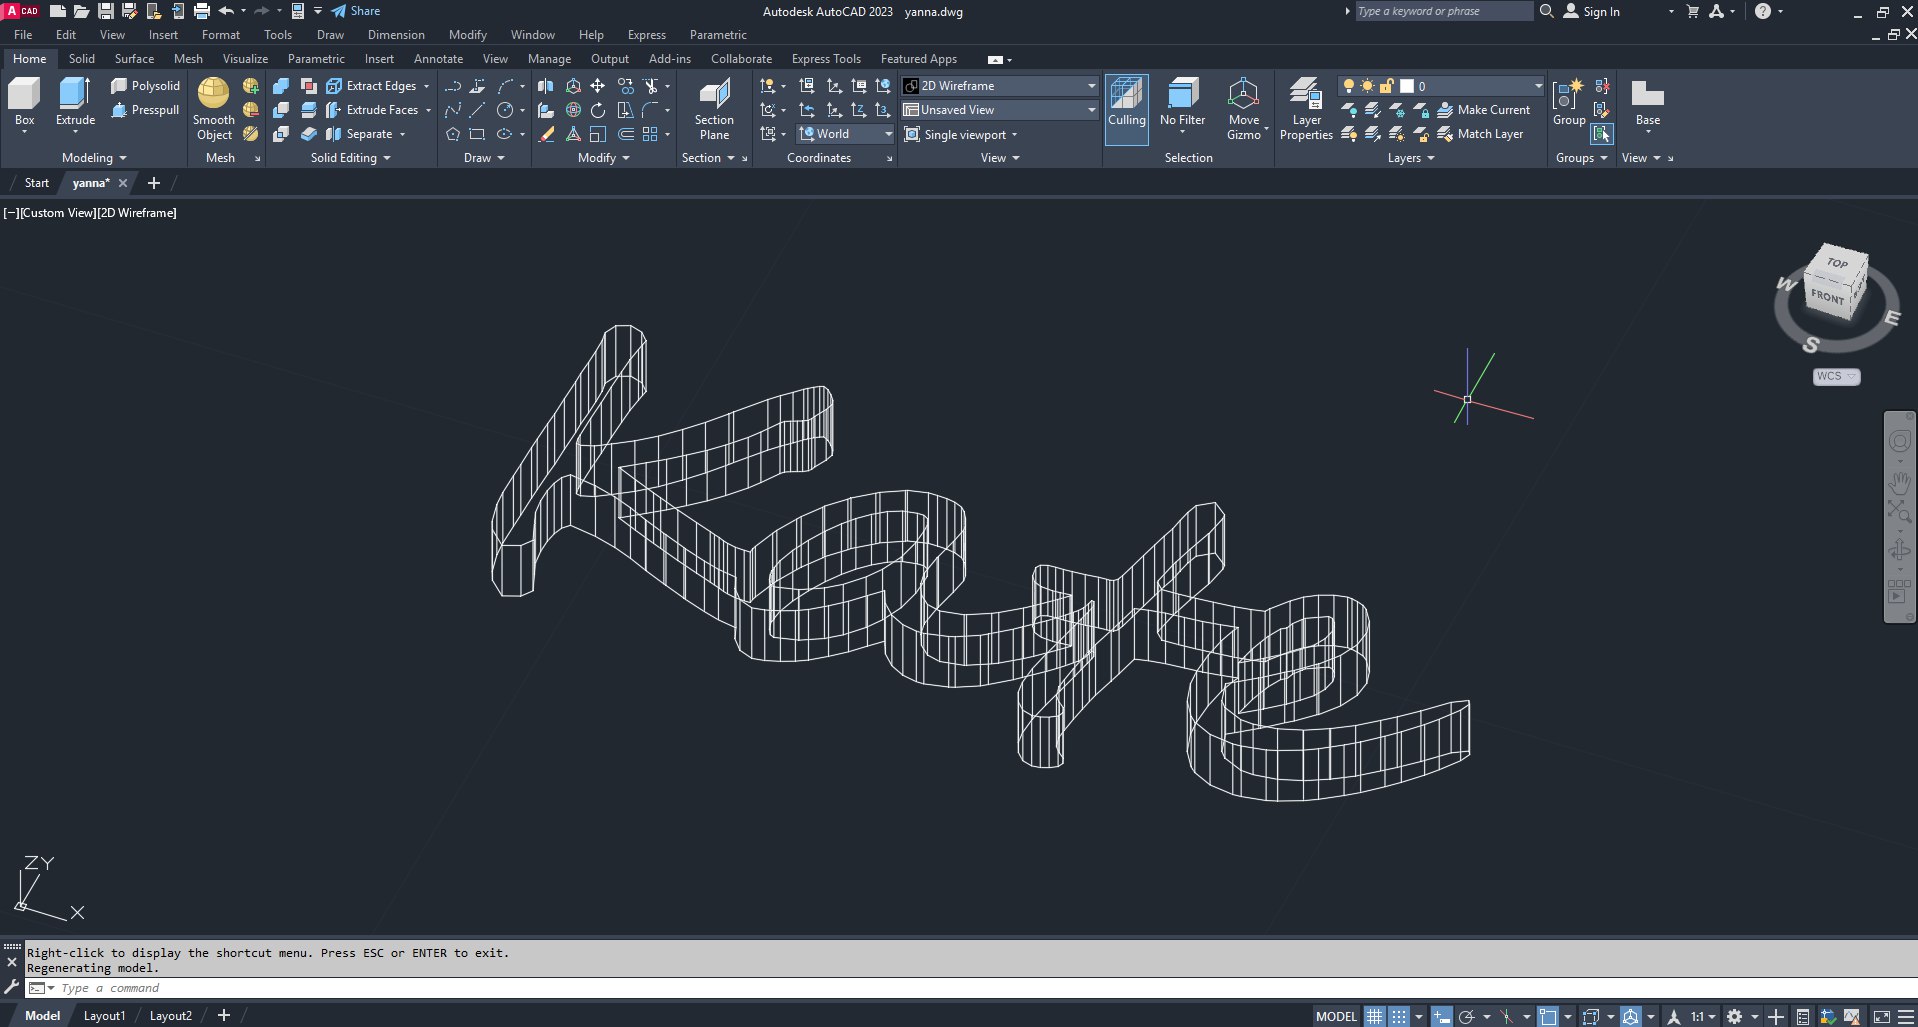 A CAD Share Autodesk AutoCAD 2023 yanna.dwg Type a keyword or phrase Sign In ?
File Edit View Insert Format Tools Draw Dimension Modify Window Help Express Parametric
Home Solid Surface Mesh Visualize Parametric Insert Annotate View Manage Output Add-ins Collaborate Express Tools Featured Apps
Polysolid Extract Edges 2D Wireframe 0
Presspull Extrude Faces Unsaved View Make Current
Box Extrude Smooth Object Separate Section Plane World Single viewport Culling No Filter Move Gizmo Layer Properties Match Layer Group Base
Modeling Mesh Solid Editing Draw Modify Section Coordinates View Selection Layers Groups View
Start yanna*
[−][Custom View][2D Wireframe]
TOP
W
FRONT
E
S
WCS
ZY
X
Right-click to display the shortcut menu. Press ESC or ENTER to exit.
Regenerating model.
Type a command
Model Layout1 Layout2 MODEL 1:1